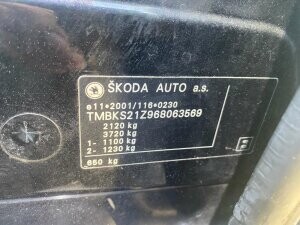 ŠKODA AUTO a.s.
e11*2001/116*0230
TMBKS21Z968063569
2120 kg
3720 kg
1- 1100 kg
2- 1230 kg
650 kg